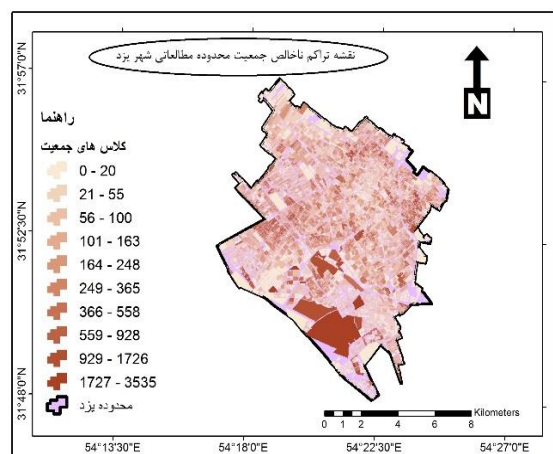 نقشه تراکم ناخالص جمعیت محدوده مطالعاتی شهر یزد
31°57'0"N
31°52'30"N
31°48'0"N
N
راهنما
کلاس های جمعیت
0 - 20
21 - 55
56 - 100
101 - 163
164 - 248
249 - 365
366 - 558
559 - 928
929 - 1726
1727 - 3535
محدوده یزد
Kilometers
0 1 2 4 6 8
54°13'30"E 54°18'0"E 54°22'30"E 54°27'0"E